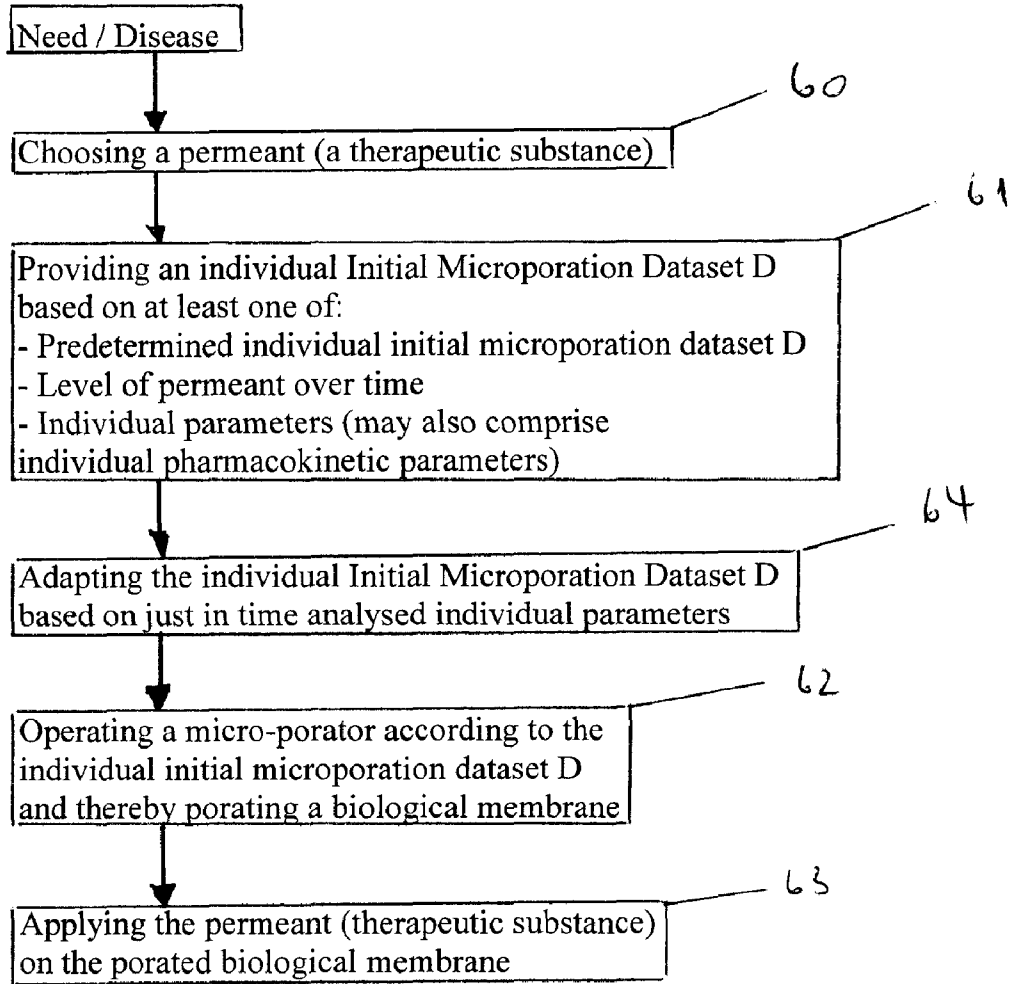 Need / Disease
60
Choosing a permeant (a therapeutic substance)
61
Providing an individual Initial Microporation Dataset D
based on at least one of:
- Predetermined individual initial microporation dataset D
- Level of permeant over time
- Individual parameters (may also comprise
individual pharmacokinetic parameters)
64
Adapting the individual Initial Microporation Dataset D
based on just in time analysed individual parameters
62
Operating a micro-porator according to the
individual initial microporation dataset D
and thereby porating a biological membrane
63
Applying the permeant (therapeutic substance)
on the porated biological membrane